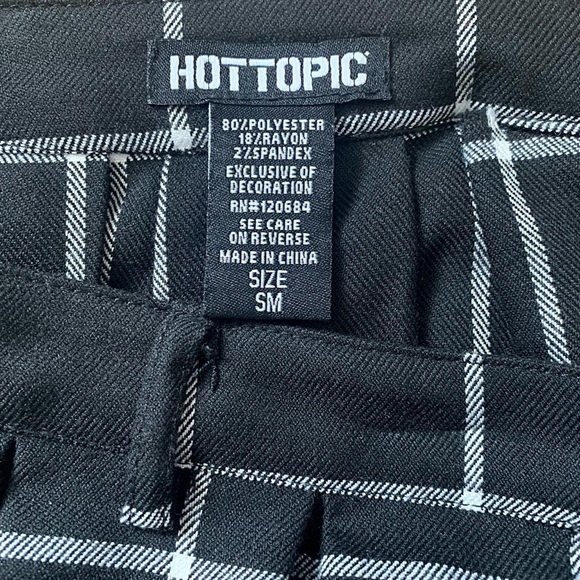 HOTTOPIC
80%POLYESTER
18%RAYON
2%SPANDEX
EXCLUSIVE OF
DECORATION
RN#120684
SEE CARE
ON REVERSE
MADE IN CHINA
SIZE
SM